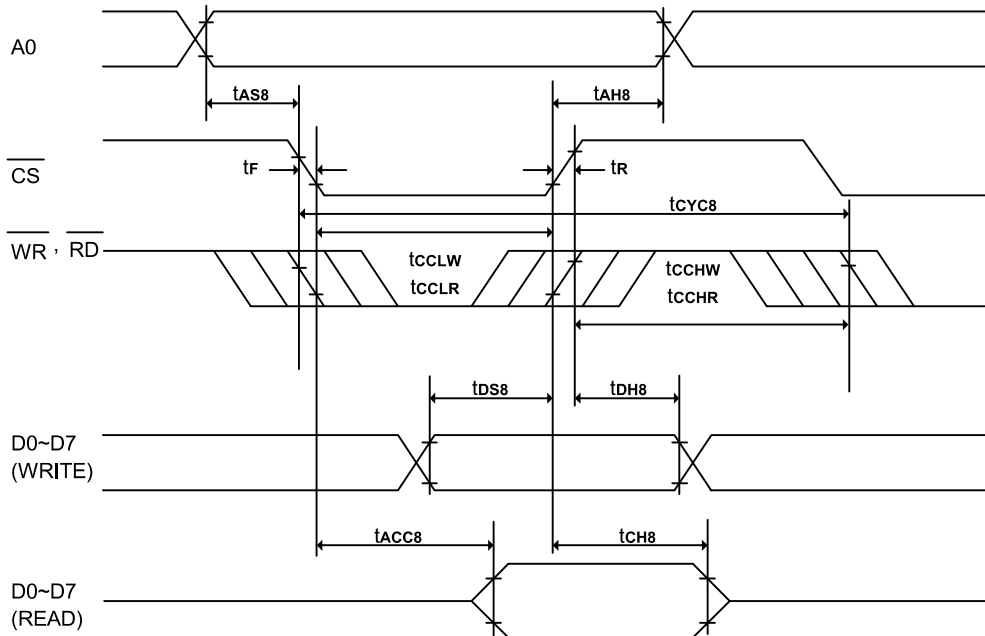 A0
tAS8
tAH8
CS
tF
tR
tCYC8
WR , RD
tCCLW
tCCLR
tCCHW
tCCHR
tDS8
tDH8
D0~D7
(WRITE)
tACC8
tCH8
D0~D7
(READ)